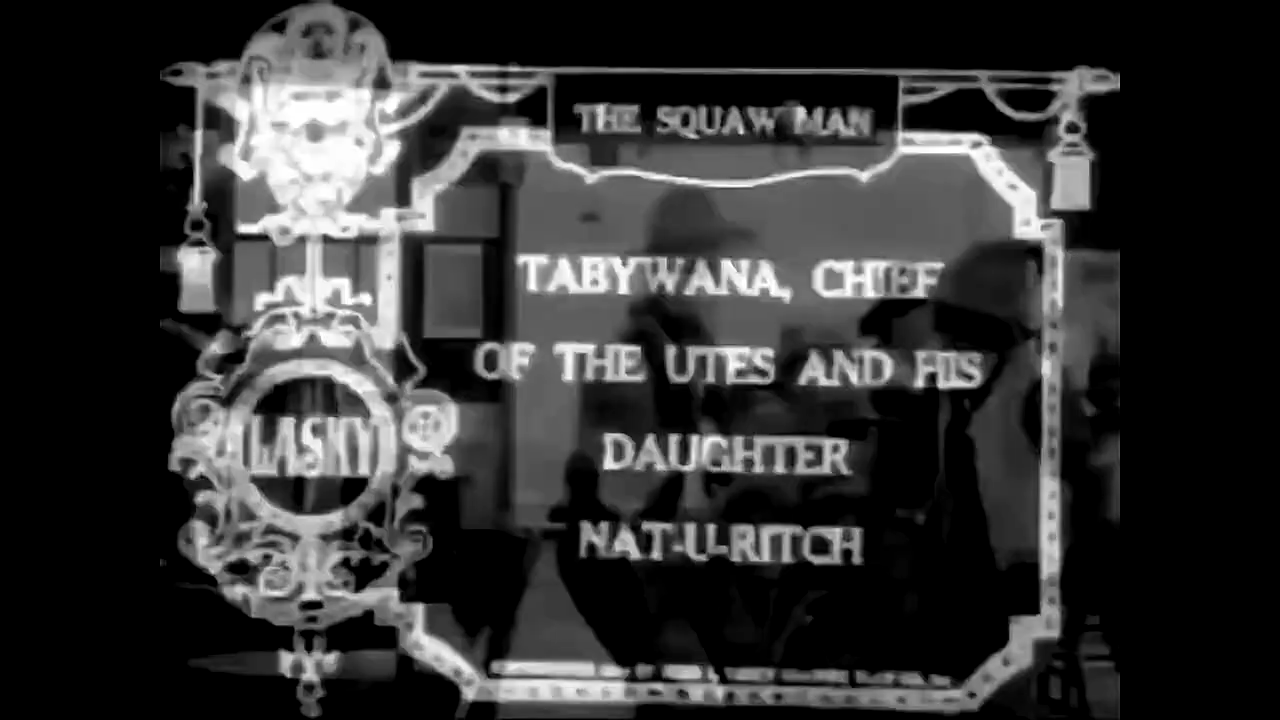 THE SQUAW MAN
TABYWANA, CHIEF
OF THE UTES AND HIS
DAUGHTER
NAT-U-RITCH
LASKY